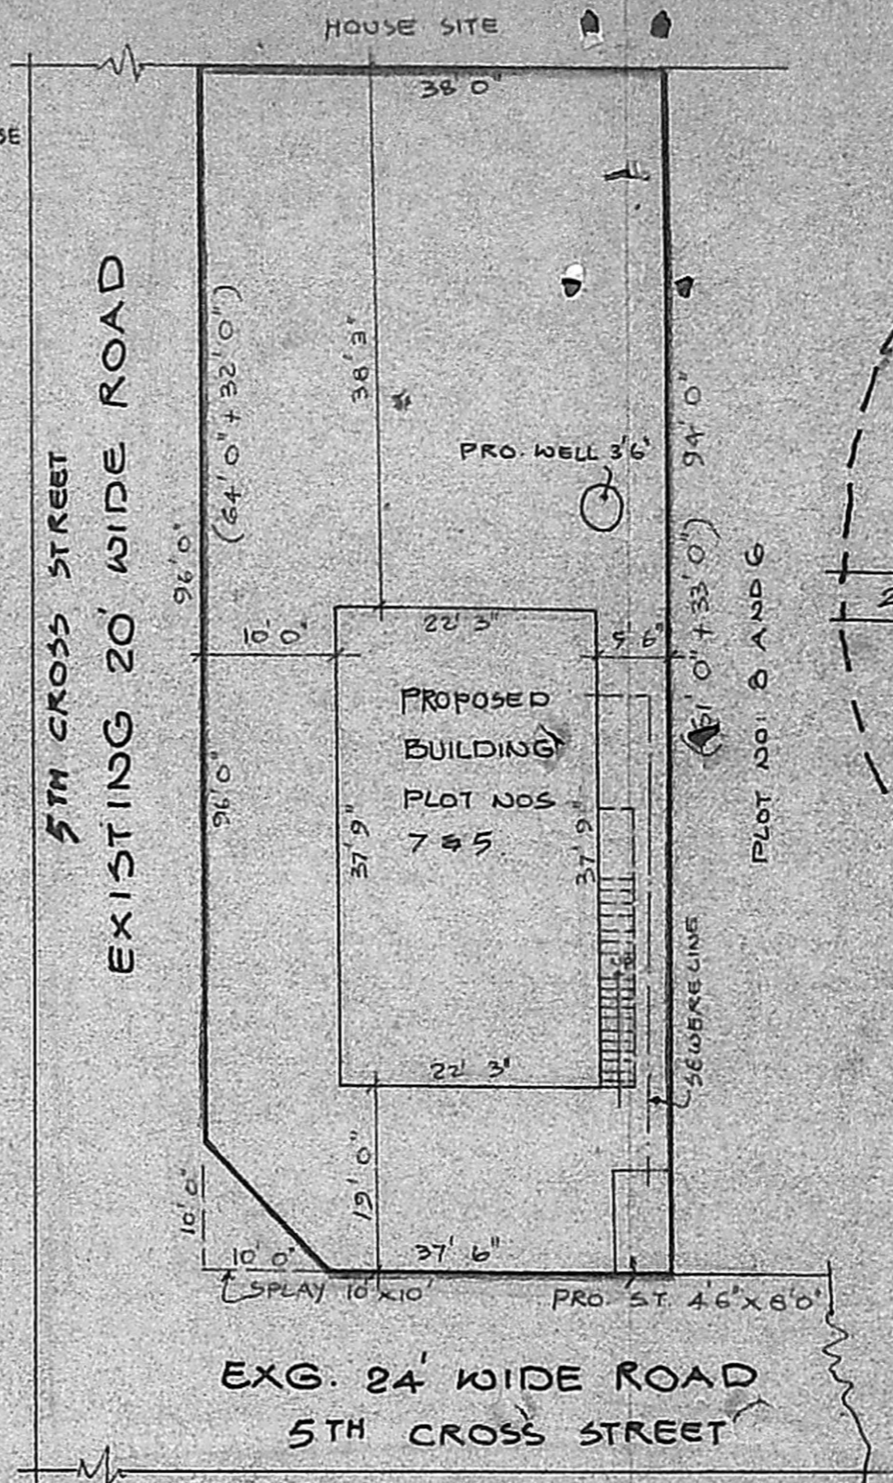 HOUSE SITE
38' 0"
5TH CROSS STREET
EXISTING 20' WIDE ROAD
96' 0"
(64' 0" + 32' 0")
38' 3"
PRO. WELL 3'6"
94' 0"
0" + 33' 0")
PLOT NO: 8 AND 6
10' 0"
22' 3"
5' 6"
PROPOSED
BUILDING
PLOT NOS
7 & 5.
96' 0"
37' 9"
37' 9"
SEWERELINE
22' 3"
19' 0"
10' 0"
10' 0"
37' 6"
SPLAY 10'x10'
PRO. ST. 4'6" x 8'0"
EXG. 24' WIDE ROAD
5TH CROSS STREET